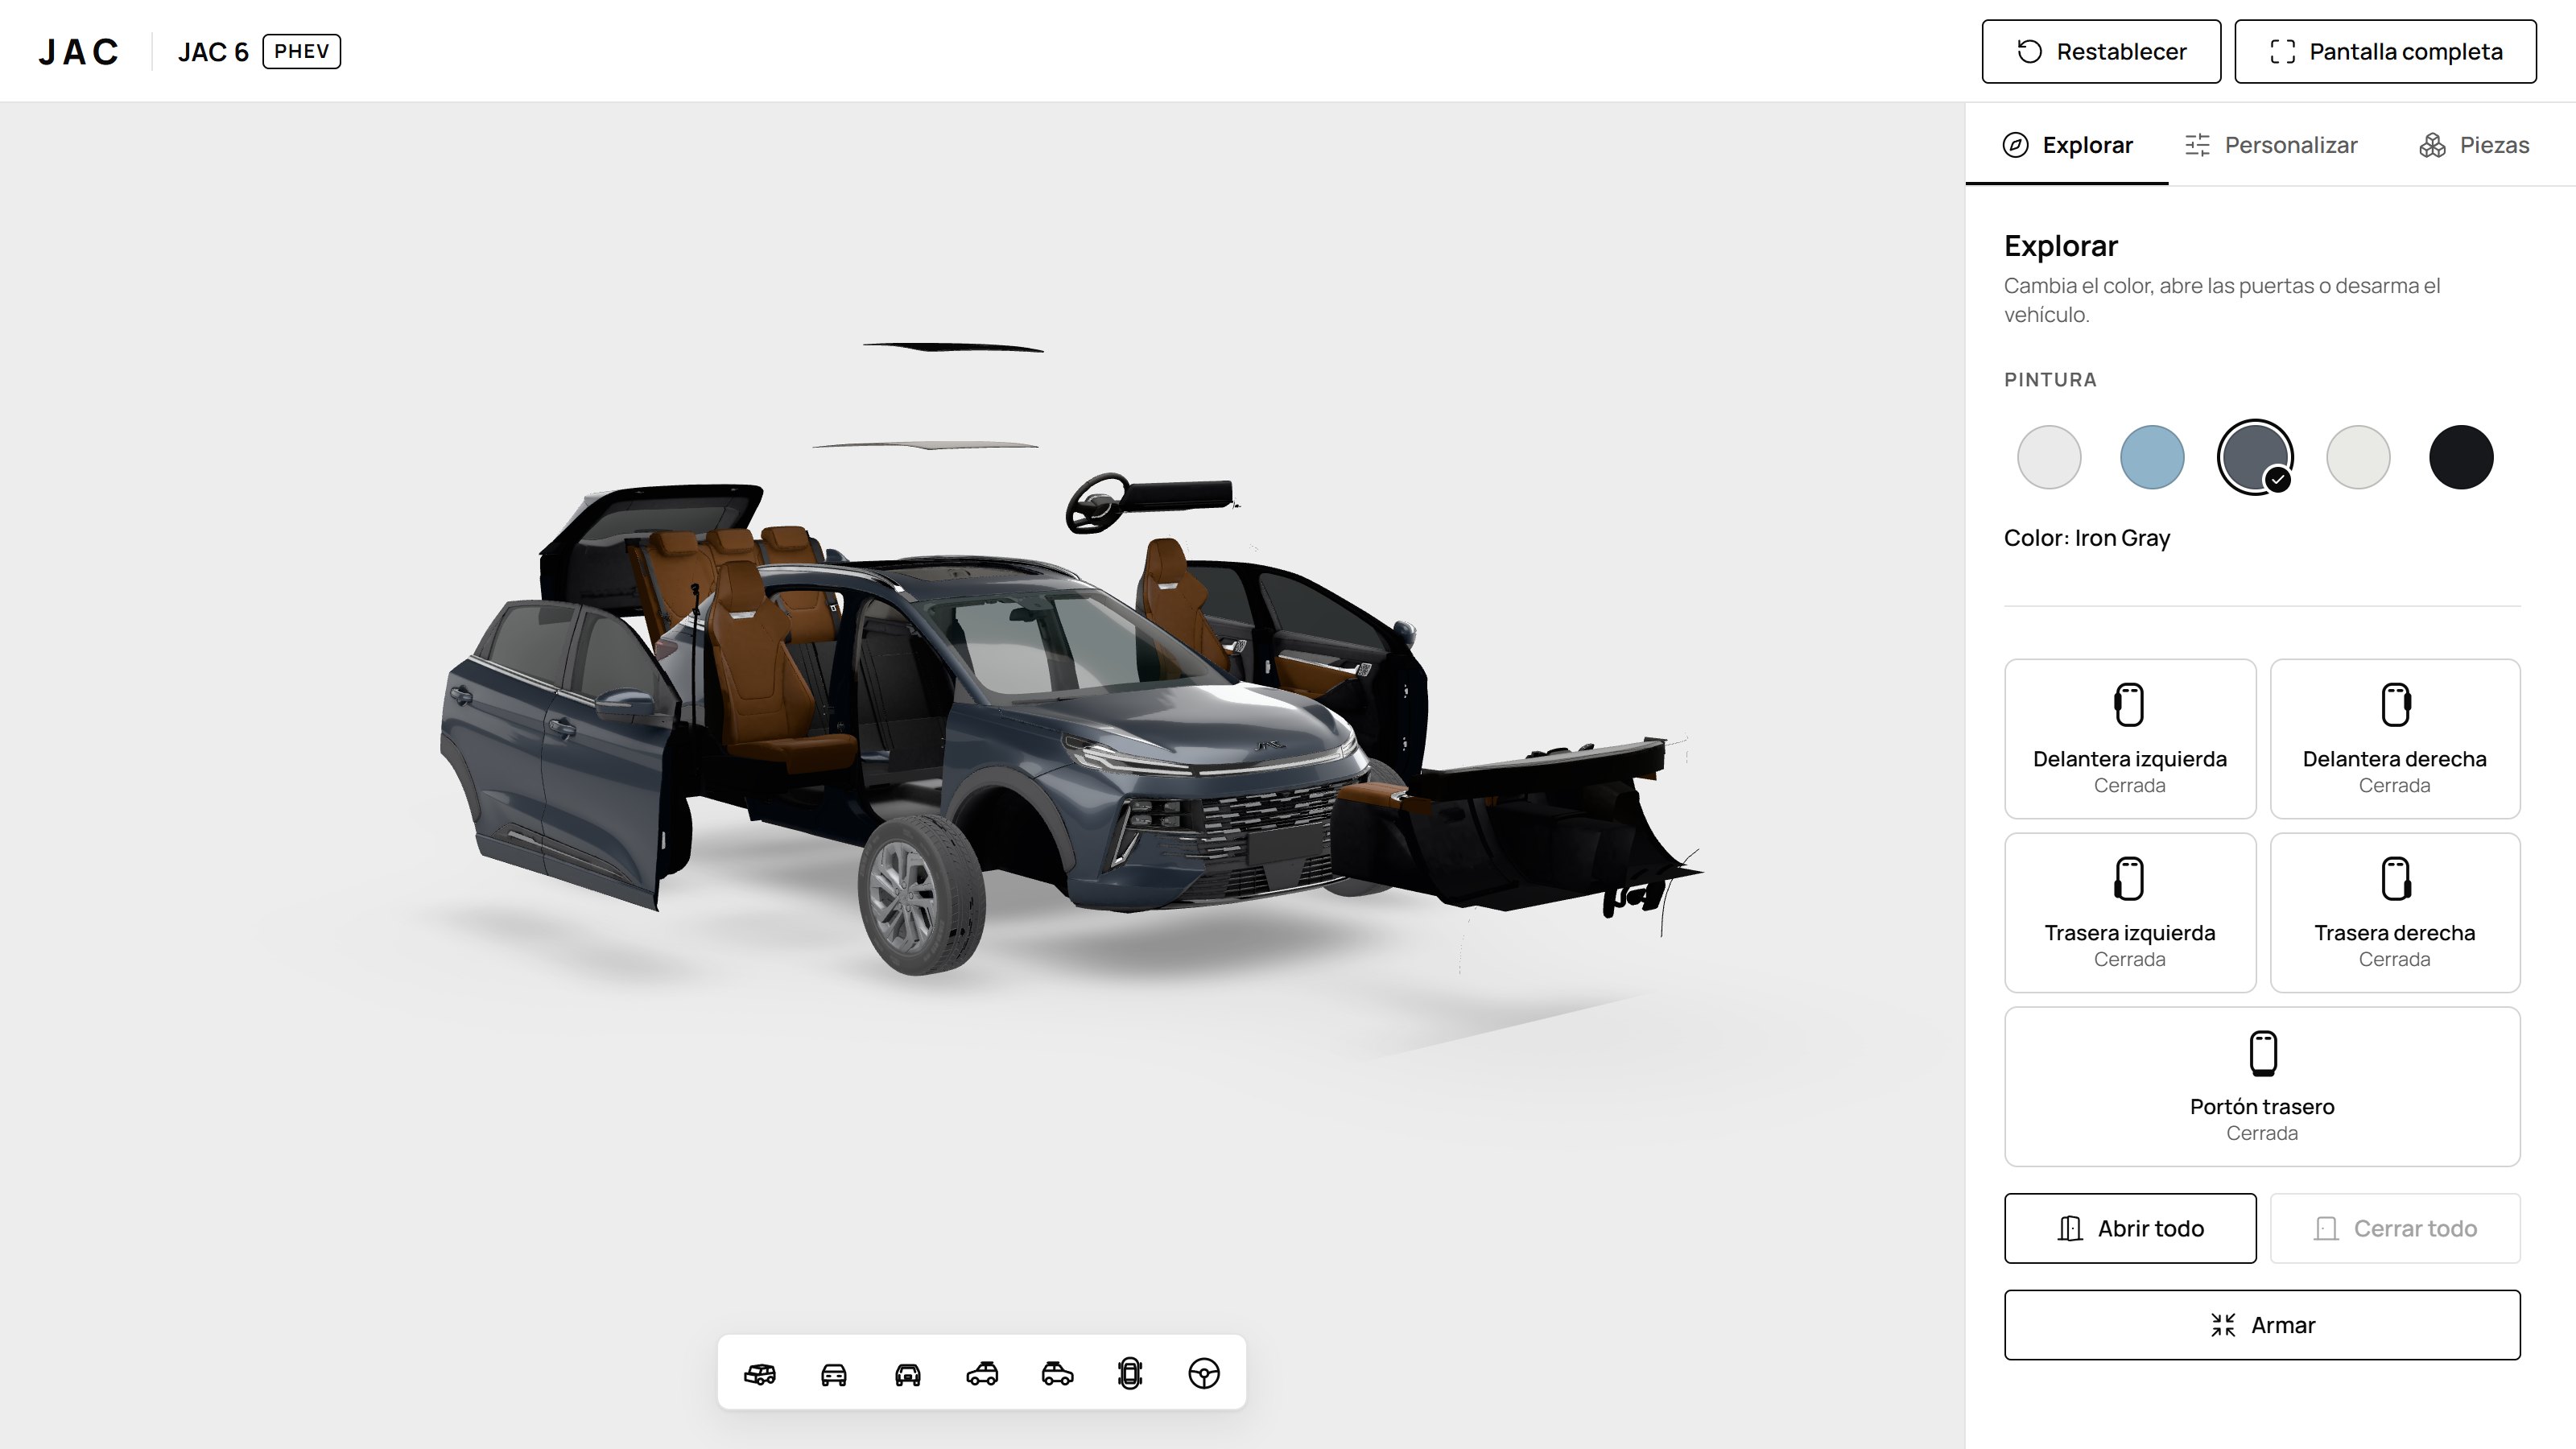 JAC
JAC 6 PHEV
Restablecer
Pantalla completa
Explorar
Personalizar
Piezas
Explorar
Cambia el color, abre las puertas o desarma el
vehículo.
PINTURA
Color: Iron Gray
Delantera izquierda
Cerrada
Delantera derecha
Cerrada
Trasera izquierda
Cerrada
Trasera derecha
Cerrada
Portón trasero
Cerrada
Abrir todo
Cerrar todo
Armar